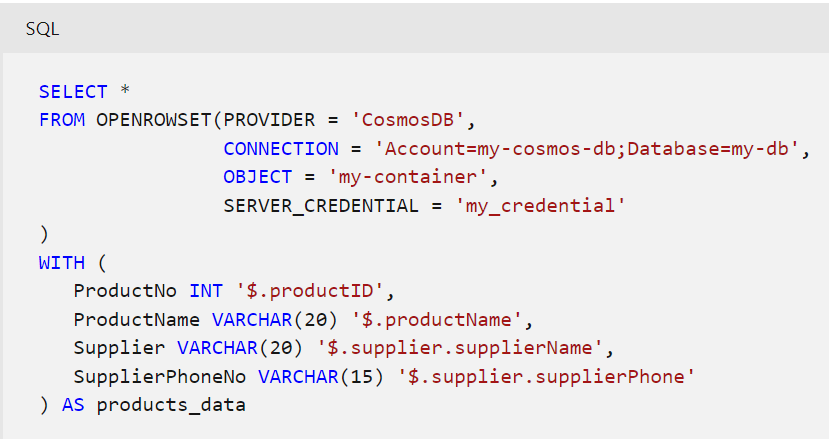 SQL
SELECT *
FROM OPENROWSET(PROVIDER = 'CosmosDB',
CONNECTION = 'Account=my-cosmos-db;Database=my-db',
OBJECT = 'my-container',
SERVER_CREDENTIAL = 'my_credential'
)
WITH (
ProductNo INT '$.productID',
ProductName VARCHAR(20) '$.productName',
Supplier VARCHAR(20) '$.supplier.supplierName',
SupplierPhoneNo VARCHAR(15) '$.supplier.supplierPhone'
) AS products_data